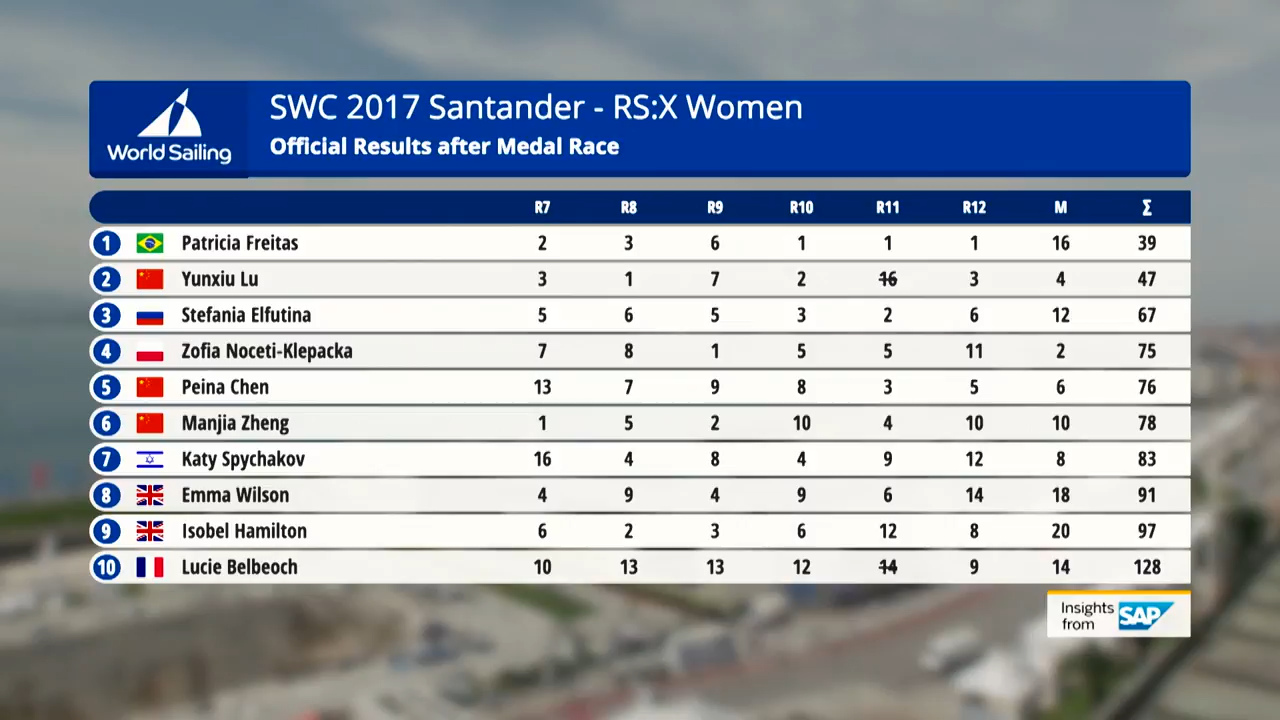 World Sailing
SWC 2017 Santander - RS:X Women
Official Results after Medal Race
R7 R8 R9 R10 R11 R12 M Σ
1 Patricia Freitas 2 3 6 1 1 1 16 39
2 Yunxiu Lu 3 1 7 2 16 3 4 47
3 Stefania Elfutina 5 6 5 3 2 6 12 67
4 Zofia Noceti-Klepacka 7 8 1 5 5 11 2 75
5 Peina Chen 13 7 9 8 3 5 6 76
6 Manjia Zheng 1 5 2 10 4 10 10 78
7 Katy Spychakov 16 4 8 4 9 12 8 83
8 Emma Wilson 4 9 4 9 6 14 18 91
9 Isobel Hamilton 6 2 3 6 12 8 20 97
10 Lucie Belbeoch 10 13 13 12 14 9 14 128
Insights
from SAP